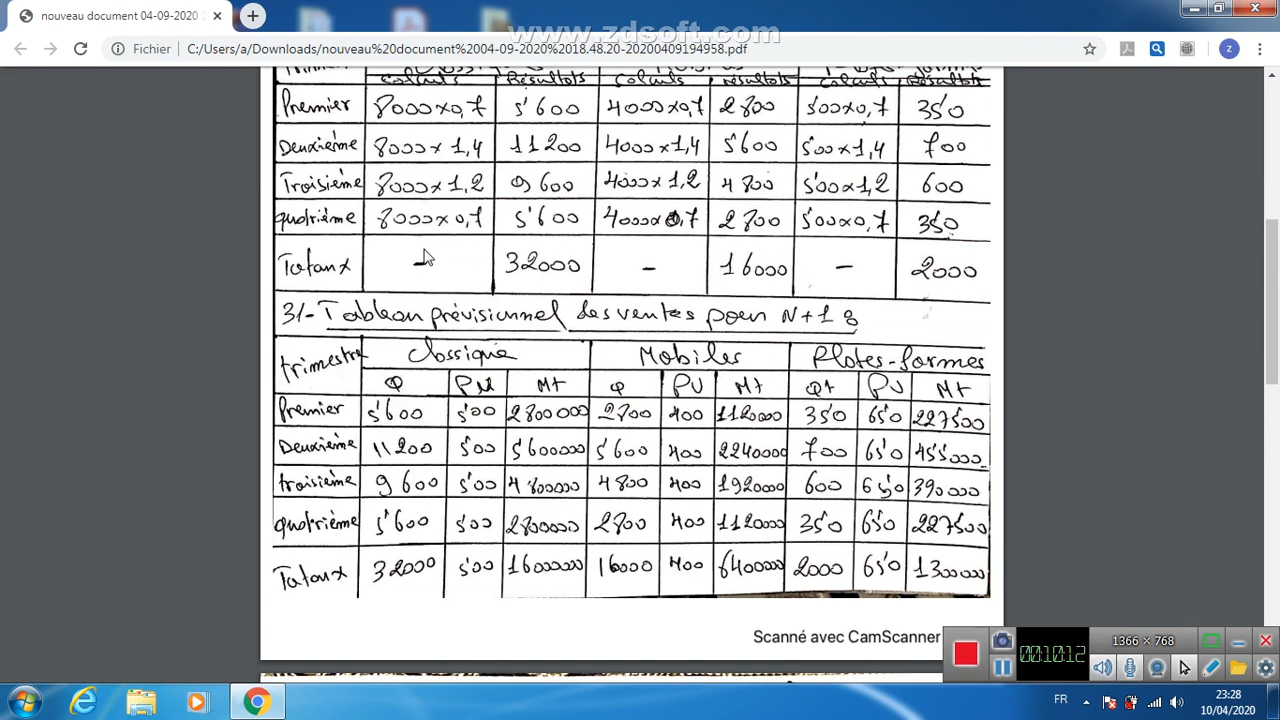 nouveau document 04-09-2020
www.zdsoft.com
Fichier | C:/Users/a/Downloads/nouveau%20document%2004-09-2020%2018.48.20-20200409194958.pdf
Z
calculs Résultats calculs résultats calculs Résultats
Premier 8000x0,7 5600 4000x0,7 2800 500x0,7 350
Deuxième 8000x1,4 11200 4000x1,4 5600 500x1,4 700
Troisième 8000x1,2 9600 4000x1,2 4800 500x1,2 600
quatrième 8000x0,7 5600 4000x0,7 2800 500x0,7 350
Totaux - 32000 - 16000 - 2000
3/- Tableau prévisionnel des ventes pour N+1 :
trimestre Classique Mobiles Plates-formes
Q PU Mt Q PU Mt Qt PU Mt
Premier 5600 500 2800000 2800 400 1120000 350 650 227500
Deuxième 11200 500 5600000 5600 400 2240000 700 650 455000
troisième 9600 500 4800000 4800 400 1920000 600 650 390000
quatrième 5600 500 2800000 2800 400 1120000 350 650 227500
Totaux 32000 500 16000000 16000 400 6400000 2000 650 1300000
Scanné avec CamScanner
1366 x 768
00:10:12
FR
23:28
10/04/2020